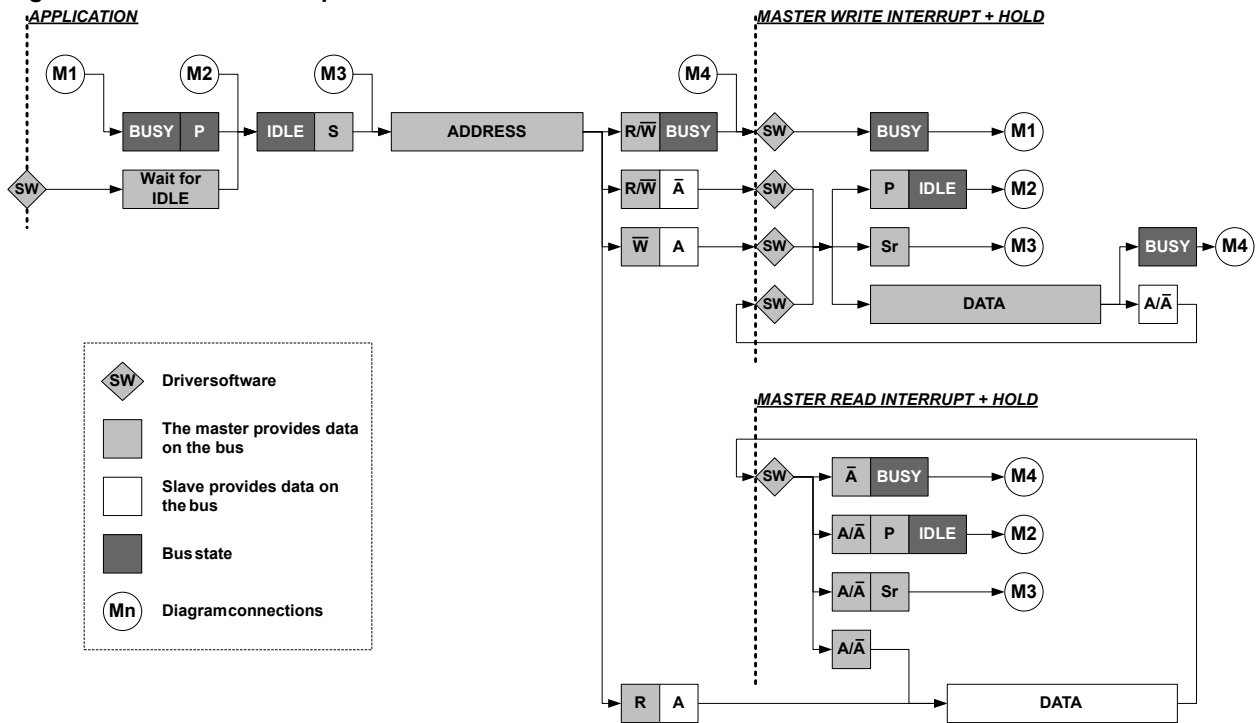 APPLICATION
MASTER WRITE INTERRUPT + HOLD
M1
M2
M3
M4
BUSY P
IDLE S
ADDRESS
R/W̅ BUSY
SW
BUSY
M1
SW
Wait for
IDLE
R/W̅ A̅
SW
P IDLE
M2
W̅ A
SW
Sr
M3
BUSY
M4
SW
DATA
A/A̅
SW
Driversoftware
The master provides data
on the bus
Slave provides data on
the bus
Bus state
Mn
Diagramconnections
MASTER READ INTERRUPT + HOLD
SW
A̅ BUSY
M4
A/A̅ P IDLE
M2
A/A̅ Sr
M3
A/A̅
R A
DATA